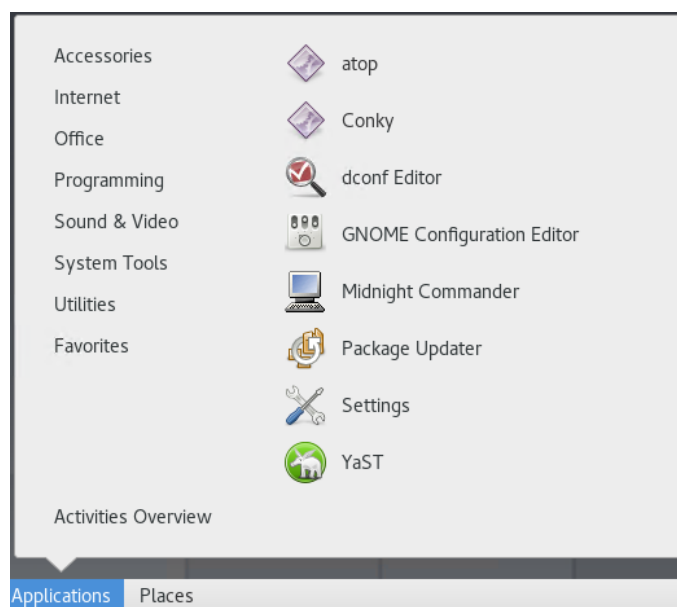 Accessories
Internet
Office
Programming
Sound & Video
System Tools
Utilities
Favorites
Activities Overview
atop
Conky
dconf Editor
GNOME Configuration Editor
Midnight Commander
Package Updater
Settings
YaST
Applications
Places